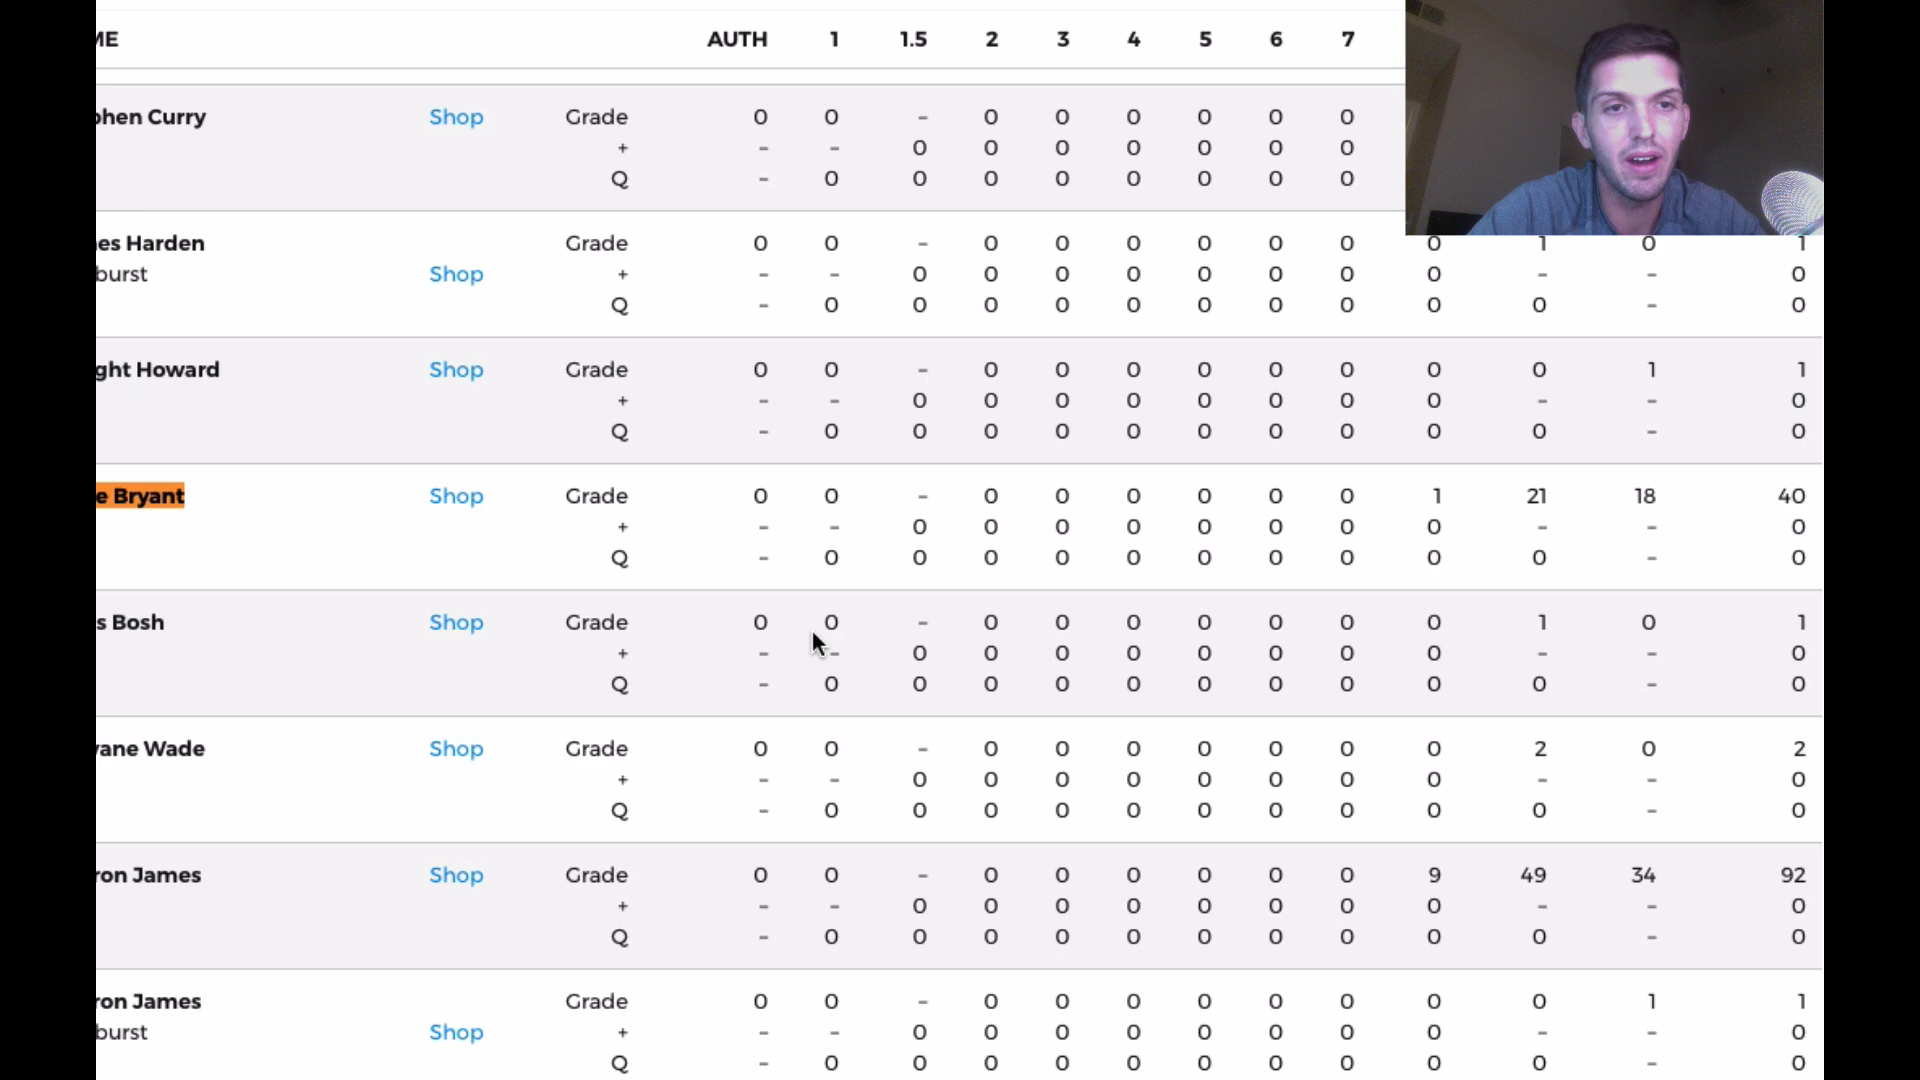 ME AUTH 1 1.5 2 3 4 5 6 7
phen Curry Shop Grade 0 0 - 0 0 0 0 0 0 0
+ - - 0 0 0 0 0 0 0
Q - 0 0 0 0 0 0 0 0
nes Harden Grade 0 0 - 0 0 0 0 0 0 0 1 0 1
burst Shop + - - 0 0 0 0 0 0 0 0 - - 0
Q - 0 0 0 0 0 0 0 0 0 0 - 0
ght Howard Shop Grade 0 0 - 0 0 0 0 0 0 0 0 1 1
+ - - 0 0 0 0 0 0 0 0 - - 0
Q - 0 0 0 0 0 0 0 0 0 0 - 0
e Bryant Shop Grade 0 0 - 0 0 0 0 0 0 1 21 18 40
+ - - 0 0 0 0 0 0 0 0 - - 0
Q - 0 0 0 0 0 0 0 0 0 0 - 0
s Bosh Shop Grade 0 0 - 0 0 0 0 0 0 0 1 0 1
+ - - 0 0 0 0 0 0 0 0 - - 0
Q - 0 0 0 0 0 0 0 0 0 0 - 0
yane Wade Shop Grade 0 0 - 0 0 0 0 0 0 0 2 0 2
+ - - 0 0 0 0 0 0 0 0 - - 0
Q - 0 0 0 0 0 0 0 0 0 0 - 0
ron James Shop Grade 0 0 - 0 0 0 0 0 0 9 49 34 92
+ - - 0 0 0 0 0 0 0 0 - - 0
Q - 0 0 0 0 0 0 0 0 0 0 - 0
ron James Grade 0 0 - 0 0 0 0 0 0 0 0 1 1
burst Shop + - - 0 0 0 0 0 0 0 0 - - 0
Q - 0 0 0 0 0 0 0 0 0 0 - 0